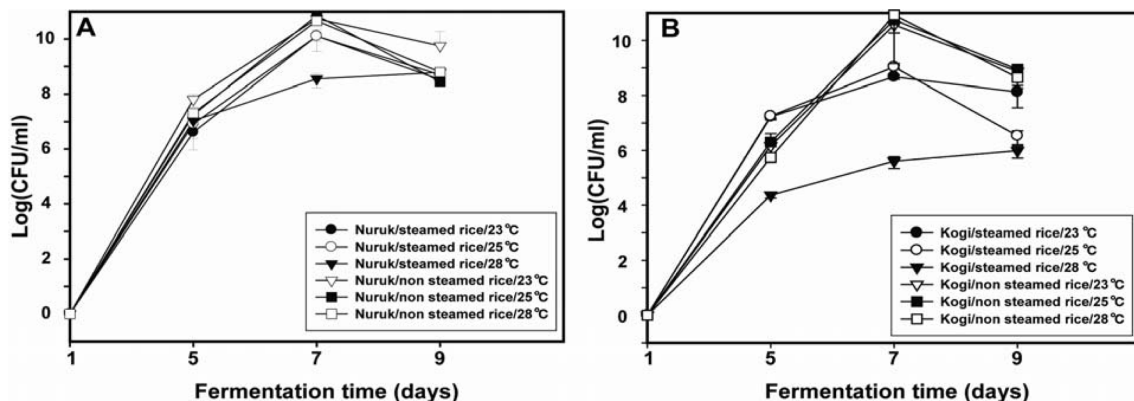 A
Log(CFU/ml)
10
8
6
4
2
0
Nuruk/steamed rice/23℃
Nuruk/steamed rice/25℃
Nuruk/steamed rice/28℃
Nuruk/non steamed rice/23℃
Nuruk/non steamed rice/25℃
Nuruk/non steamed rice/28℃
1 5 7 9
Fermentation time (days)
B
Log(CFU/ml)
10
8
6
4
2
0
Kogi/steamed rice/23℃
Kogi/steamed rice/25℃
Kogi/steamed rice/28℃
Kogi/non steamed rice/23℃
Kogi/non steamed rice/25℃
Kogi/non steamed rice/28℃
1 5 7 9
Fermentation time (days)